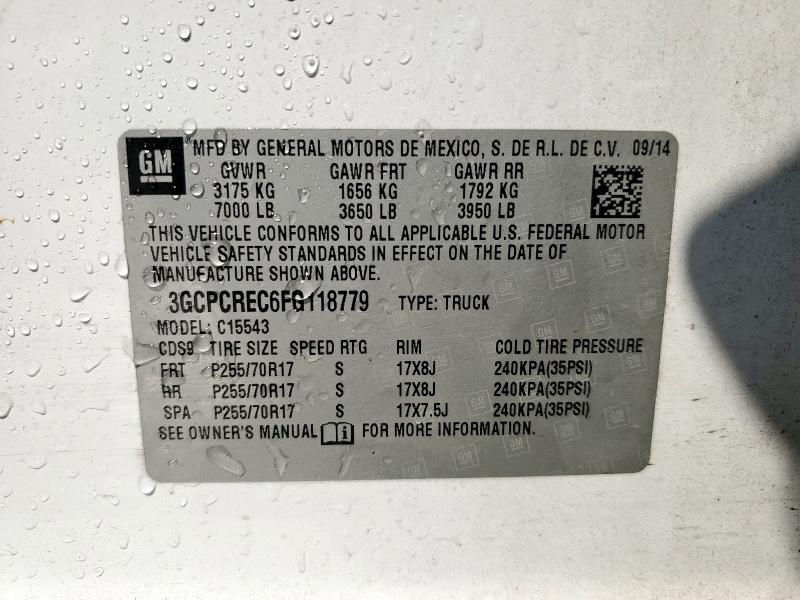 GM MFD BY GENERAL MOTORS DE MEXICO, S. DE R.L. DE C.V. 09/14
GVWR GAWR FRT GAWR RR
3175 KG 1656 KG 1792 KG
7000 LB 3650 LB 3950 LB
THIS VEHICLE CONFORMS TO ALL APPLICABLE U.S. FEDERAL MOTOR
VEHICLE SAFETY STANDARDS IN EFFECT ON THE DATE OF
MANUFACTURE SHOWN ABOVE.
3GCPCREC6FG118779 TYPE: TRUCK
MODEL: C15543
CDS9 TIRE SIZE SPEED RTG RIM COLD TIRE PRESSURE
FRT P255/70R17 S 17X8J 240KPA(35PSI)
RR P255/70R17 S 17X8J 240KPA(35PSI)
SPA P255/70R17 S 17X7.5J 240KPA(35PSI)
SEE OWNER'S MANUAL FOR MORE INFORMATION.